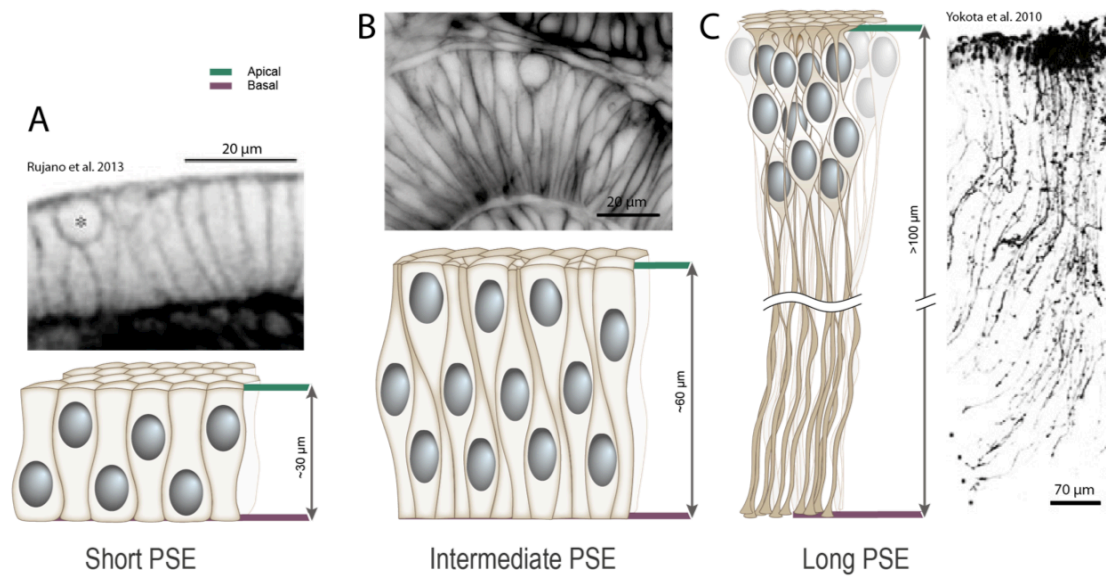 Apical
Basal
A
Rujano et al. 2013
20 µm
*
~30 µm
Short PSE
B
20 µm
~60 µm
Intermediate PSE
C
>100 µm
Long PSE
Yokota et al. 2010
70 µm